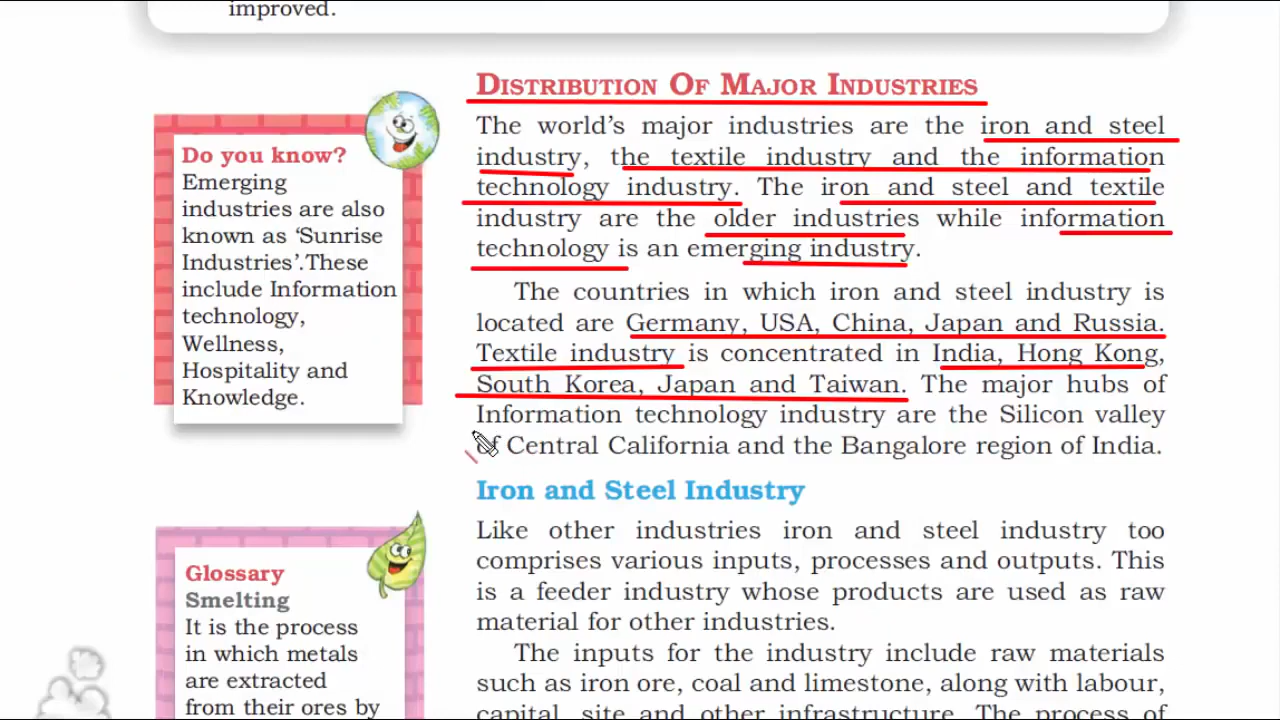 improved.
DISTRIBUTION OF MAJOR INDUSTRIES
The world's major industries are the iron and steel
industry, the textile industry and the information
technology industry. The iron and steel and textile
industry are the older industries while information
technology is an emerging industry.
The countries in which iron and steel industry is
located are Germany, USA, China, Japan and Russia.
Textile industry is concentrated in India, Hong Kong,
South Korea, Japan and Taiwan. The major hubs of
Information technology industry are the Silicon valley
of Central California and the Bangalore region of India.
Do you know?
Emerging
industries are also
known as ‘Sunrise
Industries’.These
include Information
technology,
Wellness,
Hospitality and
Knowledge.
Iron and Steel Industry
Like other industries iron and steel industry too
comprises various inputs, processes and outputs. This
is a feeder industry whose products are used as raw
material for other industries.
The inputs for the industry include raw materials
such as iron ore, coal and limestone, along with labour,
capital, site and other infrastructure. The process of
Glossary
Smelting
It is the process
in which metals
are extracted
from their ores by